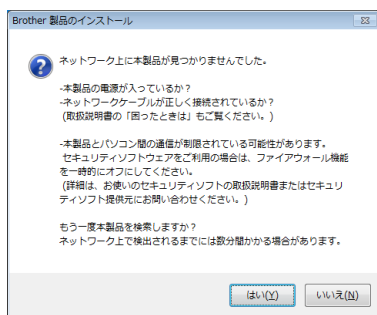 Brother 製品のインストール
ネットワーク上に本製品が見つかりませんでした。
-本製品の電源が入っているか？
-ネットワークケーブルが正しく接続されているか？
(取扱説明書の「困ったときは」もご覧ください。)
-本製品とパソコン間の通信が制限されている可能性があります。
セキュリティソフトウェアをご利用の場合は、ファイアウォール機能
を一時的にオフにしてください。
(詳細は、お使いのセキュリティソフトの取扱説明書またはセキュリ
ティソフト提供元にお問い合わせください。)
もう一度本製品を検索しますか？
ネットワーク上で検出されるまでには数分間かかる場合があります。
はい(Y) いいえ(N)